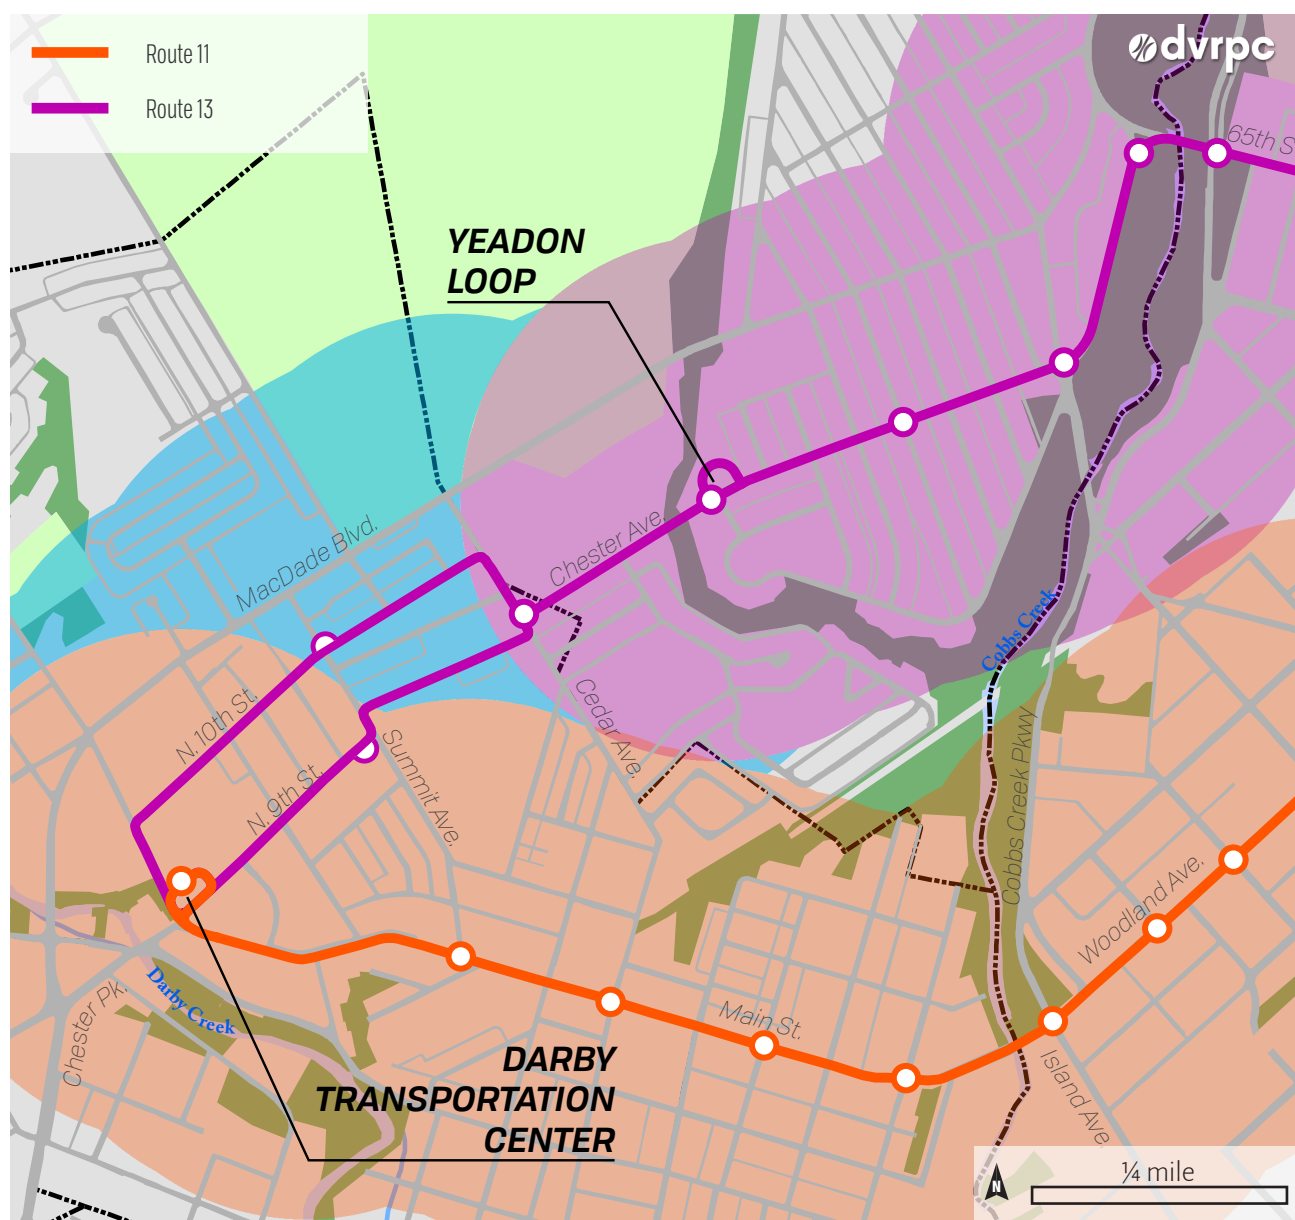 Route 11
Route 13
dvrpc
65th S
YEADON
LOOP
MacDade Blvd.
Chester Ave.
Cobbs Creek
N. 10th St.
Cedar Ave.
Summit Ave.
N. 9th St.
Cobbs Creek Pkwy
Woodland Ave.
Chester Pk.
Darby Creek
Main St.
Island Ave.
DARBY
TRANSPORTATION
CENTER
N
¼ mile